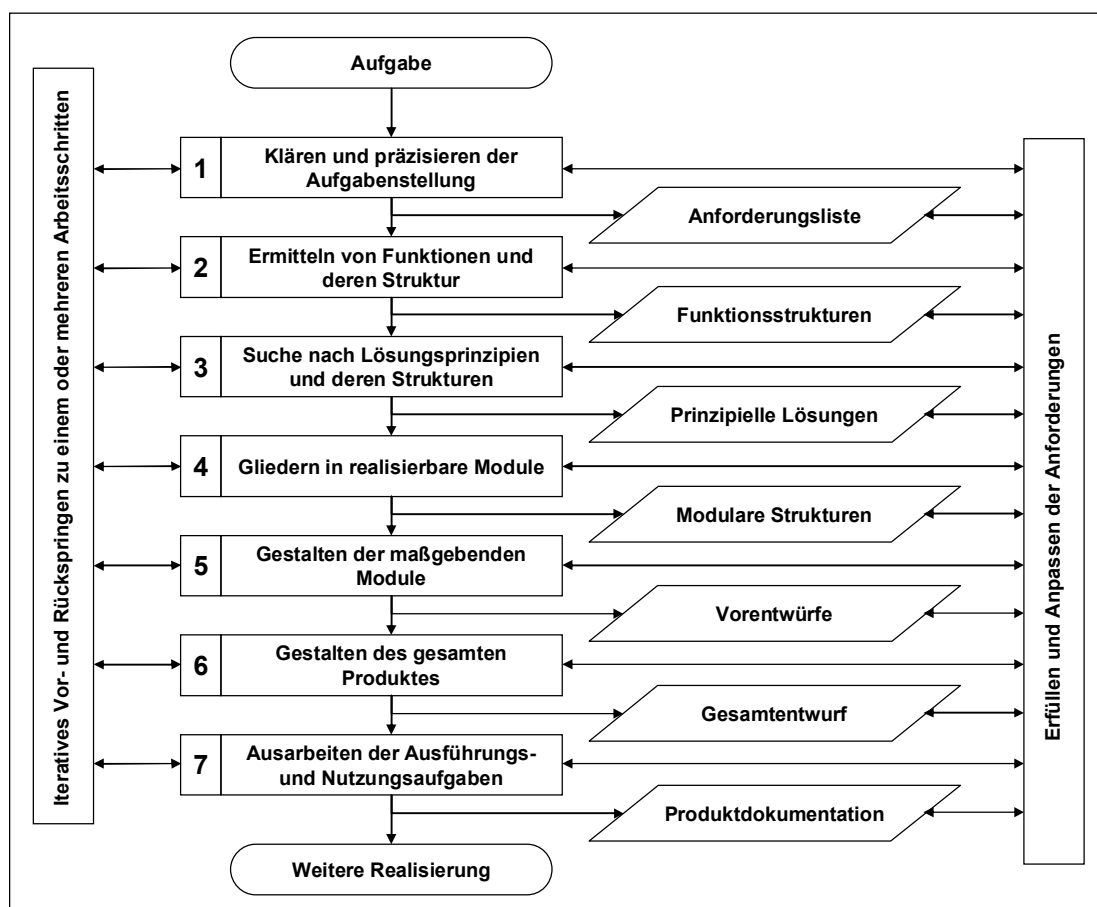 Aufgabe
Iteratives Vor- und Rückspringen zu einem oder mehreren Arbeitsschritten
1
Klären und präzisieren der
Aufgabenstellung
Anforderungsliste
2
Ermitteln von Funktionen und
deren Struktur
Funktionsstrukturen
3
Suche nach Lösungsprinzipien
und deren Strukturen
Prinzipielle Lösungen
4
Gliedern in realisierbare Module
Modulare Strukturen
5
Gestalten der maßgebenden
Module
Vorentwürfe
6
Gestalten des gesamten
Produktes
Gesamtentwurf
7
Ausarbeiten der Ausführungs-
und Nutzungsaufgaben
Produktdokumentation
Weitere Realisierung
Erfüllen und Anpassen der Anforderungen